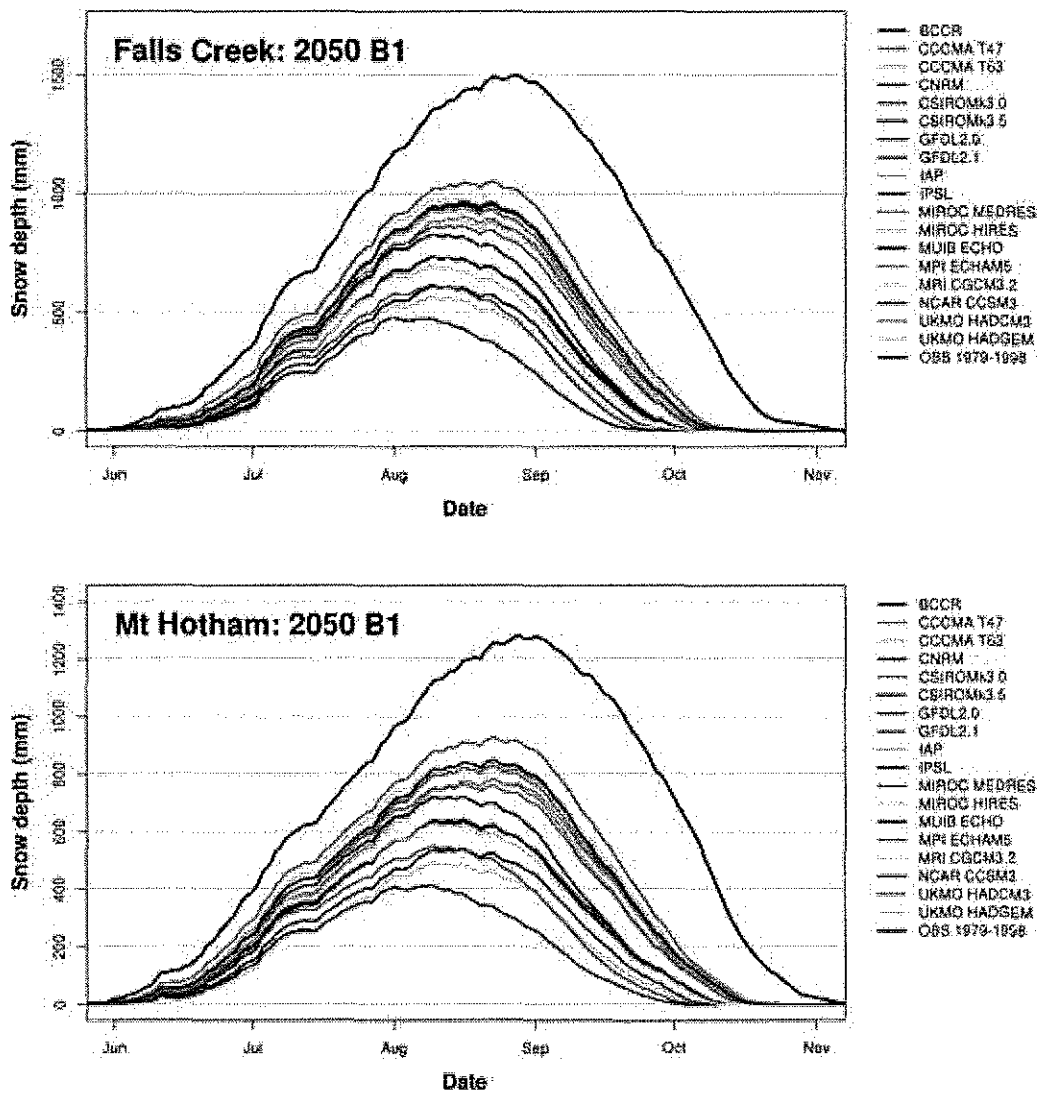 Falls Creek: 2050 B1
Snow depth (mm)
1500
1000
500
0
Jun Jul Aug Sep Oct Nov
Date
BCCR
CCCMA T47
CCCMA T63
CNRM
CSIROMk3.0
CSIROMk3.5
GFDL2.0
GFDL2.1
IAP
IPSL
MIROC MEDRES
MIROC HIRES
MUIB ECHO
MPI ECHAM5
MRI CGCM3.2
NCAR CCSM3
UKMO HADCM3
UKMO HADGEM
OBS 1979-1998
Mt Hotham: 2050 B1
Snow depth (mm)
1400
1200
1000
800
600
400
200
0
Jun Jul Aug Sep Oct Nov
Date
BCCR
CCCMA T47
CCCMA T63
CNRM
CSIROMk3.0
CSIROMk3.5
GFDL2.0
GFDL2.1
IAP
IPSL
MIROC MEDRES
MIROC HIRES
MUIB ECHO
MPI ECHAM5
MRI CGCM3.2
NCAR CCSM3
UKMO HADCM3
UKMO HADGEM
OBS 1979-1998